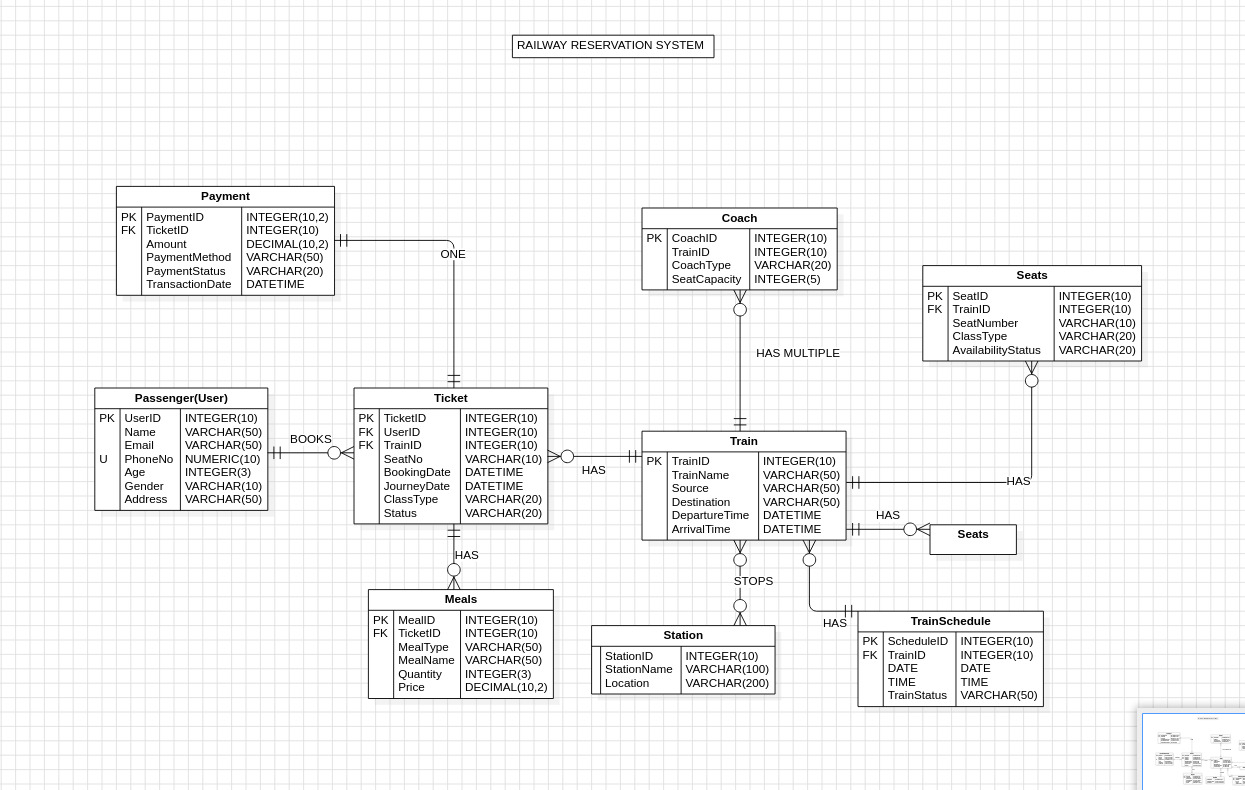 RAILWAY RESERVATION SYSTEM
Payment
PK PaymentID INTEGER(10,2)
FK TicketID INTEGER(10)
Amount DECIMAL(10,2)
PaymentMethod VARCHAR(50)
PaymentStatus VARCHAR(20)
TransactionDate DATETIME
ONE
Coach
PK CoachID INTEGER(10)
TrainID INTEGER(10)
CoachType VARCHAR(20)
SeatCapacity INTEGER(5)
HAS MULTIPLE
Seats
PK SeatID INTEGER(10)
FK TrainID INTEGER(10)
SeatNumber VARCHAR(10)
ClassType VARCHAR(20)
AvailabilityStatus VARCHAR(20)
Passenger(User)
PK UserID INTEGER(10)
Name VARCHAR(50)
Email VARCHAR(50)
U PhoneNo NUMERIC(10)
Age INTEGER(3)
Gender VARCHAR(10)
Address VARCHAR(50)
BOOKS
Ticket
PK TicketID INTEGER(10)
FK UserID INTEGER(10)
FK TrainID INTEGER(10)
SeatNo VARCHAR(10)
BookingDate DATETIME
JourneyDate DATETIME
ClassType VARCHAR(20)
Status VARCHAR(20)
HAS
Train
PK TrainID INTEGER(10)
TrainName VARCHAR(50)
Source VARCHAR(50)
Destination VARCHAR(50)
DepartureTime DATETIME
ArrivalTime DATETIME
HAS
HAS
Seats
HAS
Meals
PK MealID INTEGER(10)
FK TicketID INTEGER(10)
MealType VARCHAR(50)
MealName VARCHAR(50)
Quantity INTEGER(3)
Price DECIMAL(10,2)
STOPS
Station
StationID INTEGER(10)
StationName VARCHAR(100)
Location VARCHAR(200)
HAS
TrainSchedule
PK ScheduleID INTEGER(10)
FK TrainID INTEGER(10)
DATE DATE
TIME TIME
TrainStatus VARCHAR(50)